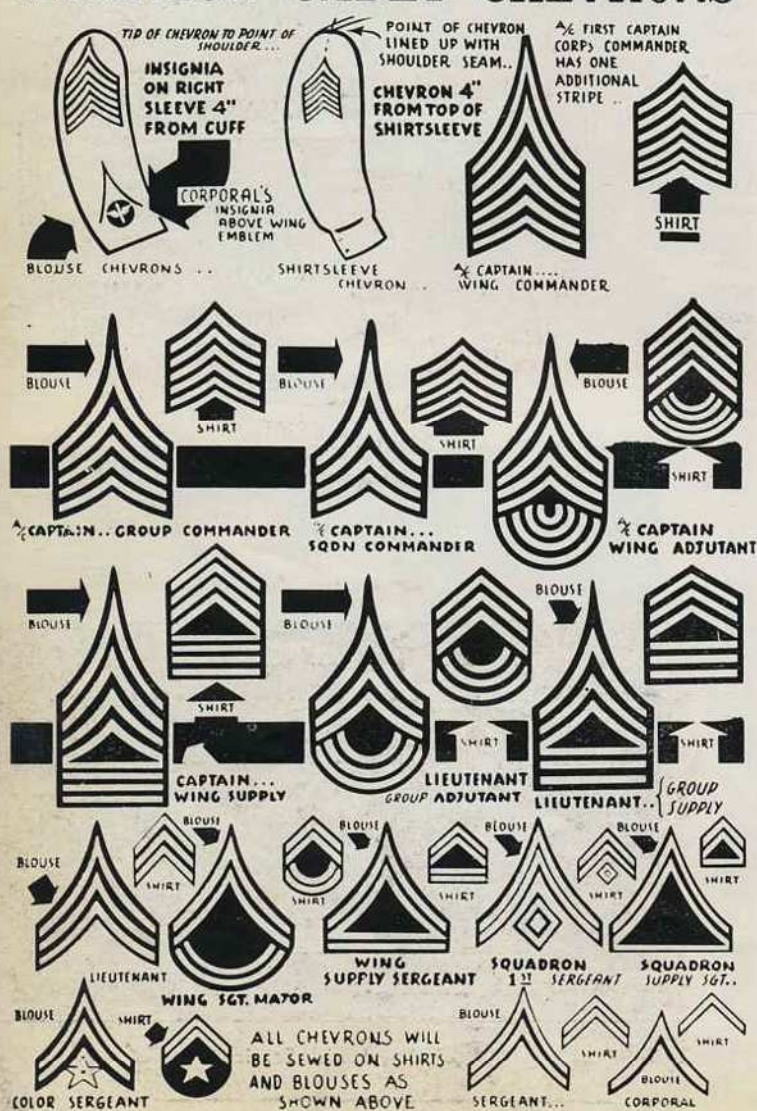 TIP OF CHEVRON TO POINT OF
SHOULDER...
INSIGNIA
ON RIGHT
SLEEVE 4"
FROM CUFF
CORPORAL'S
INSIGNIA
ABOVE WING
EMBLEM
BLOUSE CHEVRONS ..
POINT OF CHEVRON
LINED UP WITH
SHOULDER SEAM..
CHEVRON 4"
FROM TOP OF
SHIRTSLEEVE
SHIRTSLEEVE
CHEVRON ..
A/C FIRST CAPTAIN
CORPS COMMANDER
HAS ONE
ADDITIONAL
STRIPE ..
SHIRT
A/C CAPTAIN....
WING COMMANDER
BLOUSE
SHIRT
A/C CAPTAIN.. GROUP COMMANDER
BLOUSE
SHIRT
A/C CAPTAIN...
SQDN COMMANDER
BLOUSE
SHIRT
A/C CAPTAIN
WING ADJUTANT
BLOUSE
SHIRT
CAPTAIN...
WING SUPPLY
BLOUSE
SHIRT
LIEUTENANT
GROUP ADJUTANT
BLOUSE
SHIRT
LIEUTENANT.. GROUP
SUPPLY
BLOUSE
SHIRT
LIEUTENANT
BLOUSE
SHIRT
WING SGT. MATOR
BLOUSE
SHIRT
WING
SUPPLY SERGEANT
BLOUSE
SHIRT
SQUADRON
1ST SERGEANT
BLOUSE
SHIRT
SQUADRON
SUPPLY SGT..
BLOUSE
SHIRT
COLOR SERGEANT
ALL CHEVRONS WILL
BE SEWED ON SHIRTS
AND BLOUSES AS
SHOWN ABOVE
BLOUSE
SHIRT
SERGEANT...
SHIRT
BLOUSE
CORPORAL